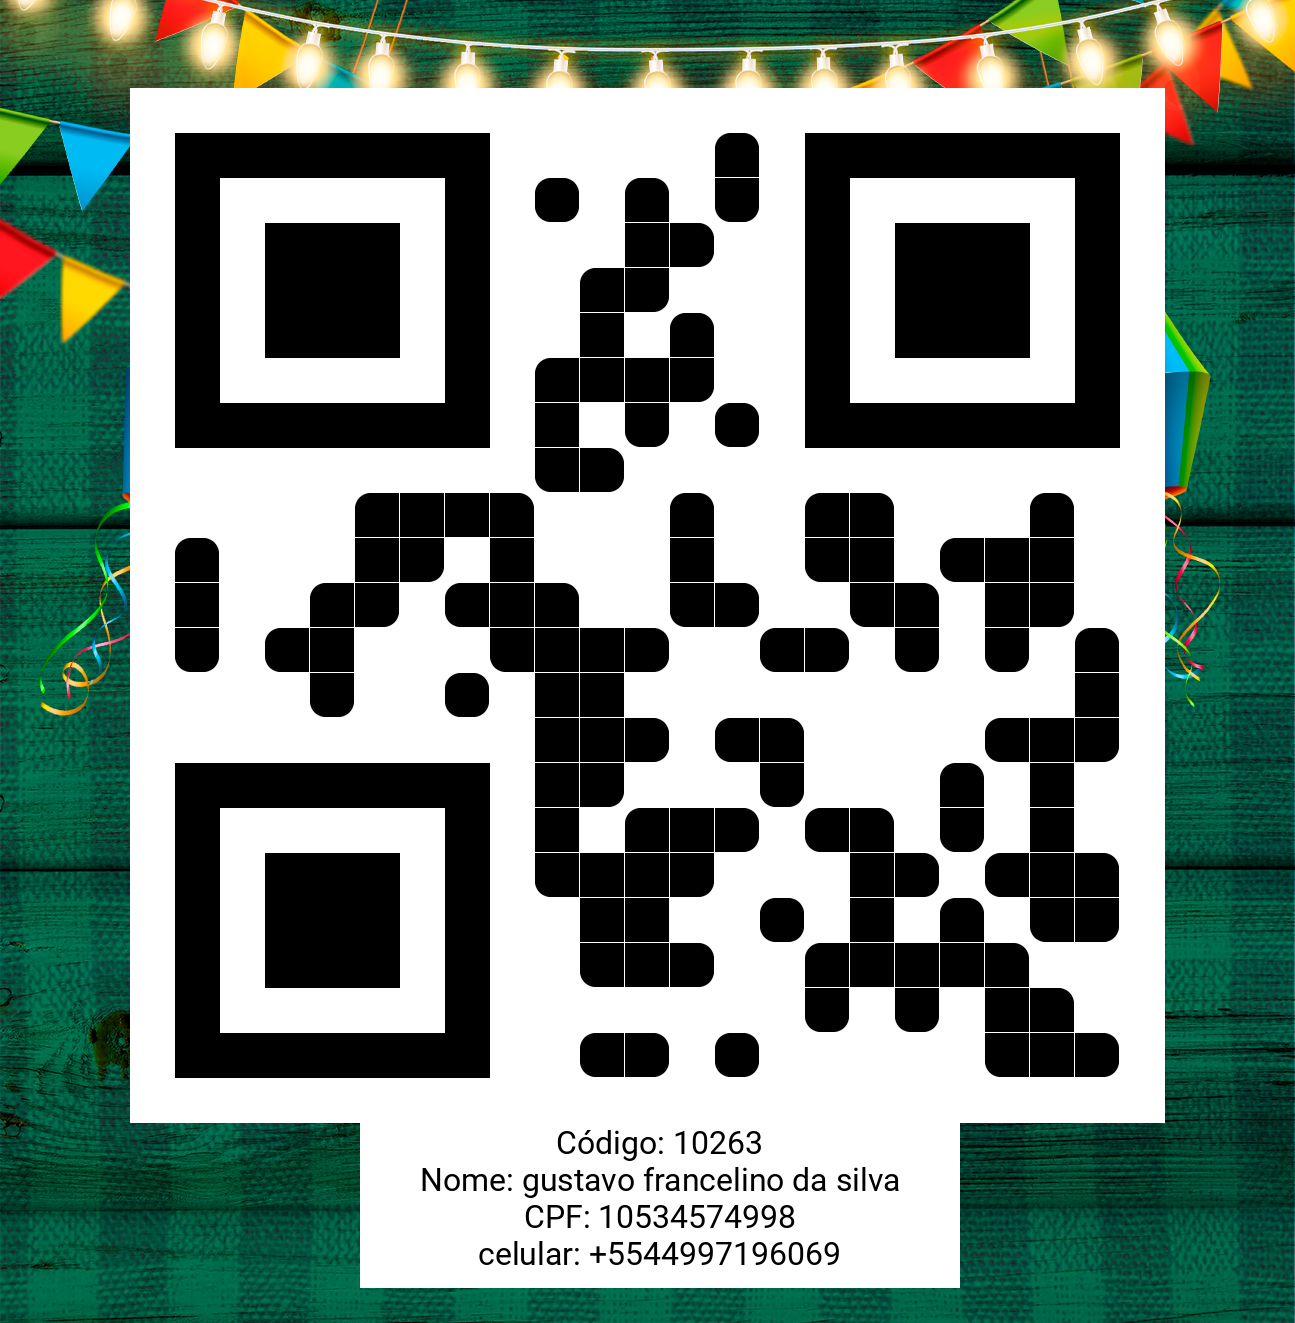 Código: 10263
Nome: gustavo francelino da silva
CPF: 10534574998
celular: +5544997196069